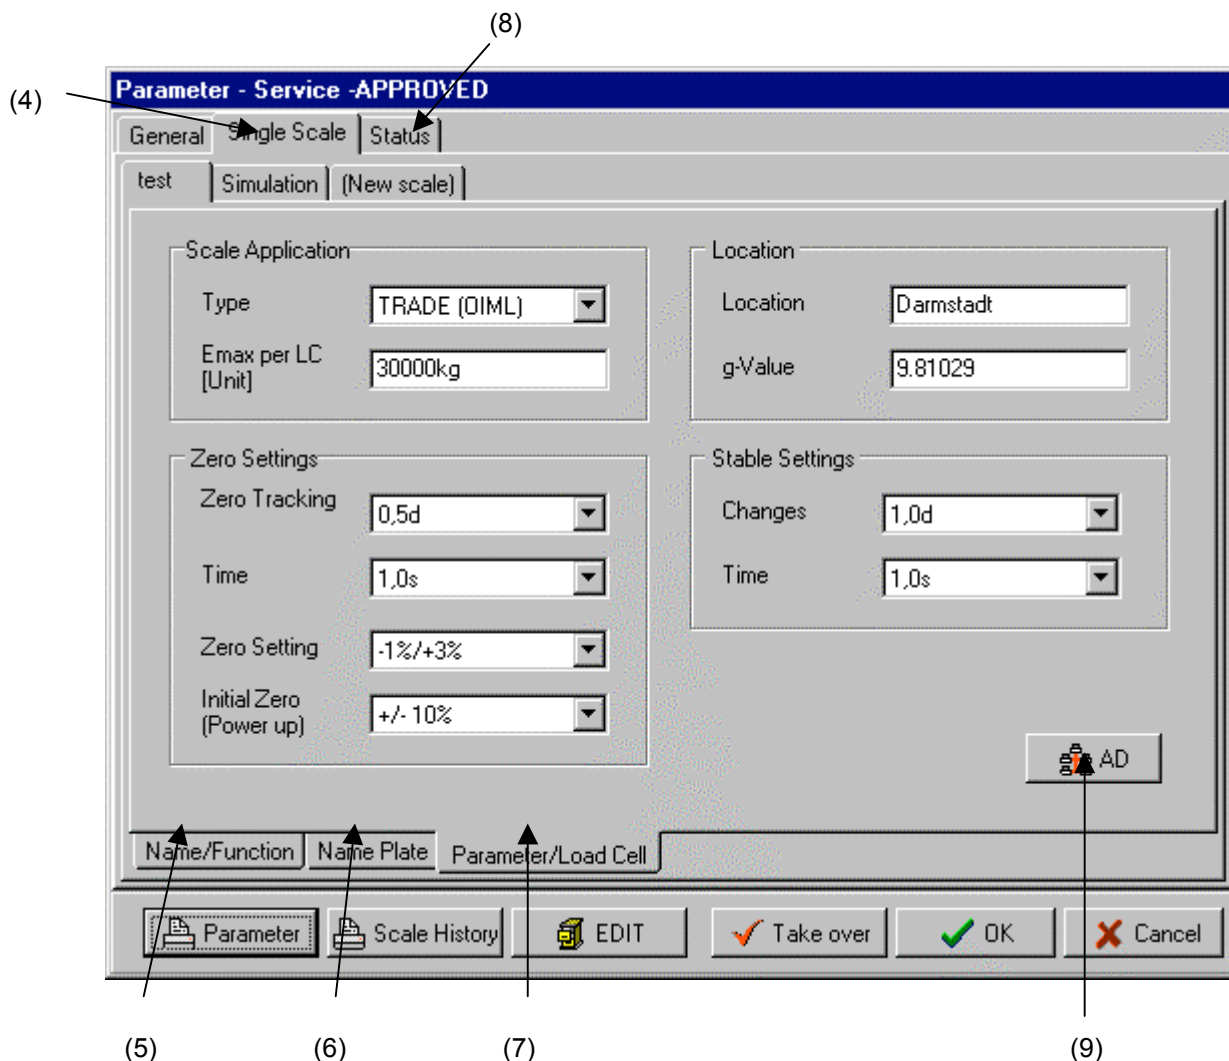 (8)
(4)
Parameter - Service -APPROVED
General Single Scale Status
test Simulation (New scale)
Scale Application
Type TRADE (OIML)
Emax per LC
[Unit] 30000kg
Location
Location Darmstadt
g-Value 9.81029
Zero Settings
Zero Tracking 0,5d
Time 1,0s
Zero Setting -1%/+3%
Initial Zero
(Power up) +/- 10%
Stable Settings
Changes 1,0d
Time 1,0s
AD
Name/Function Name Plate Parameter/Load Cell
Parameter Scale History EDIT Take over OK Cancel
(5) (6) (7) (9)